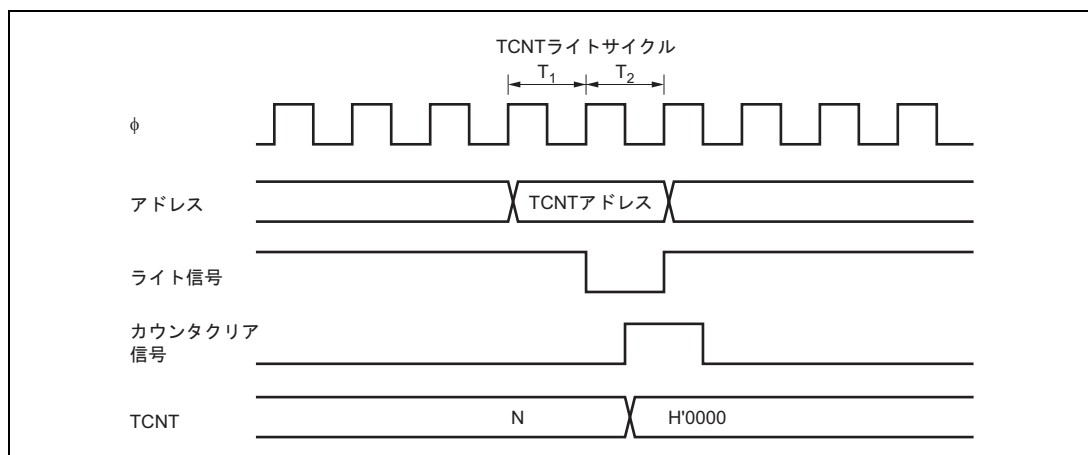 TCNTライトサイクル
T1 T2
φ
アドレス TCNTアドレス
ライト信号
カウンタクリア
信号
TCNT N H'0000